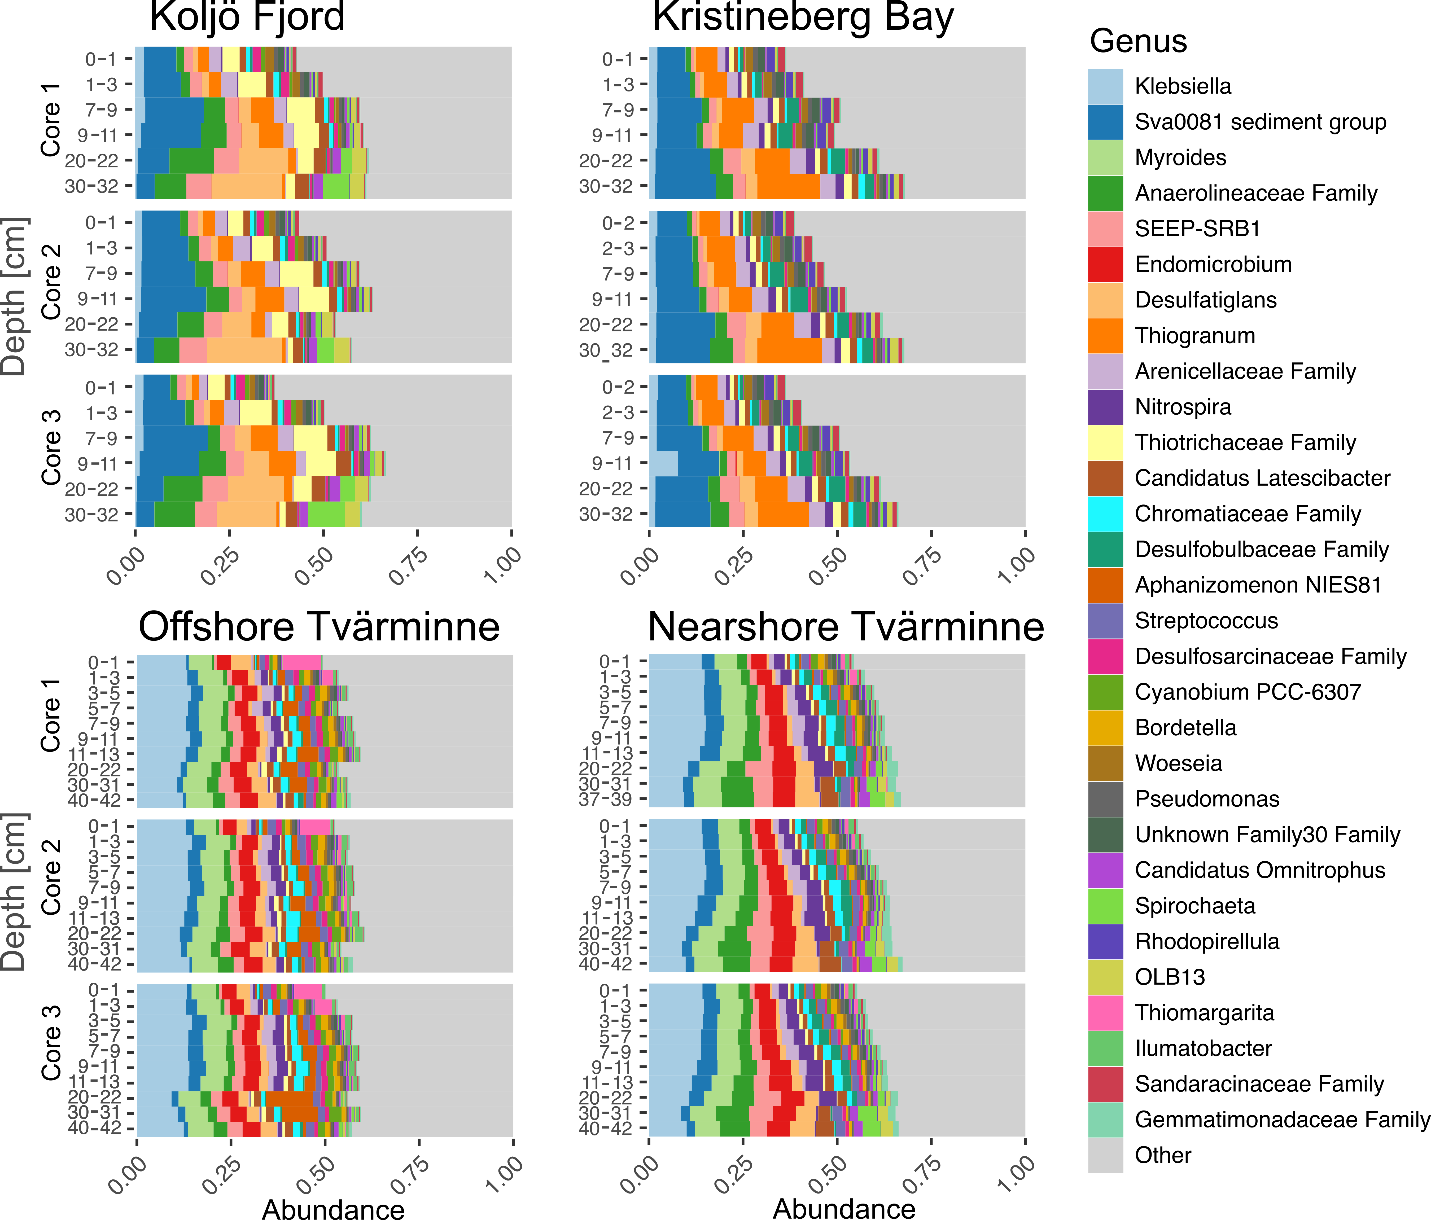 Koljö Fjord
Kristineberg Bay
Genus
Depth [cm]
Core 1
0-1
1-3
7-9
9-11
20-22
30-32
Core 2
0-1
1-3
7-9
9-11
20-22
30-32
Core 3
0-1
1-3
7-9
9-11
20-22
30-32
0.00 0.25 0.50 0.75 1.00
0-1
1-3
7-9
9-11
20-22
30-32
0-2
2-3
7-9
9-11
20-22
30_32
0-2
2-3
7-9
9-11
20-22
30-32
0.00 0.25 0.50 0.75 1.00
Offshore Tvärminne
Nearshore Tvärminne
Depth [cm]
Core 1
0-1
1-3
3-5
5-7
7-9
9-11
11-13
20-22
30-31
40-42
Core 2
0-1
1-3
3-5
5-7
7-9
9-11
11-13
20-22
30-31
40-42
Core 3
0-1
1-3
3-5
5-7
7-9
9-11
11-13
20-22
30-31
40-42
0.00 0.25 0.50 0.75 1.00
Abundance
0-1
1-3
3-5
5-7
7-9
9-11
11-13
20-22
30-31
37-39
0-1
1-3
3-5
5-7
7-9
9-11
11-13
20-22
30-31
40-42
0-1
1-3
3-5
5-7
7-9
9-11
11-13
20-22
30-31
40-42
0.00 0.25 0.50 0.75 1.00
Abundance
Klebsiella
Sva0081 sediment group
Myroides
Anaerolineaceae Family
SEEP-SRB1
Endomicrobium
Desulfatiglans
Thiogranum
Arenicellaceae Family
Nitrospira
Thiotrichaceae Family
Candidatus Latescibacter
Chromatiaceae Family
Desulfobulbaceae Family
Aphanizomenon NIES81
Streptococcus
Desulfosarcinaceae Family
Cyanobium PCC-6307
Bordetella
Woeseia
Pseudomonas
Unknown Family30 Family
Candidatus Omnitrophus
Spirochaeta
Rhodopirellula
OLB13
Thiomargarita
Ilumatobacter
Sandaracinaceae Family
Gemmatimonadaceae Family
Other